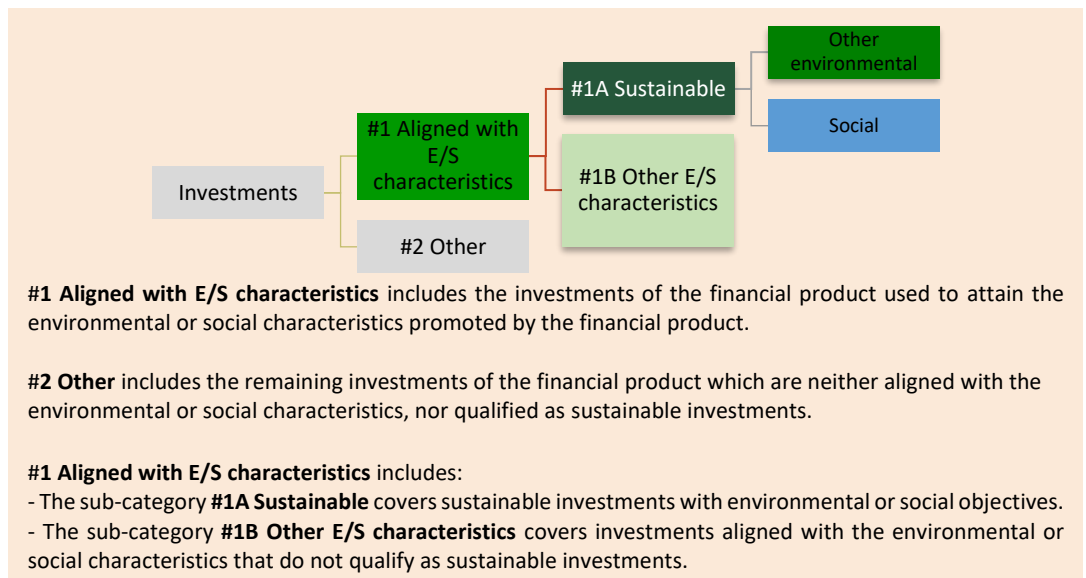 Other
environmental
#1A Sustainable
Social
#1 Aligned with
E/S
characteristics
#1B Other E/S
characteristics
Investments
#2 Other
#1 Aligned with E/S characteristics includes the investments of the financial product used to attain the
environmental or social characteristics promoted by the financial product.
#2 Other includes the remaining investments of the financial product which are neither aligned with the
environmental or social characteristics, nor qualified as sustainable investments.
#1 Aligned with E/S characteristics includes:
- The sub-category #1A Sustainable covers sustainable investments with environmental or social objectives.
- The sub-category #1B Other E/S characteristics covers investments aligned with the environmental or
social characteristics that do not qualify as sustainable investments.